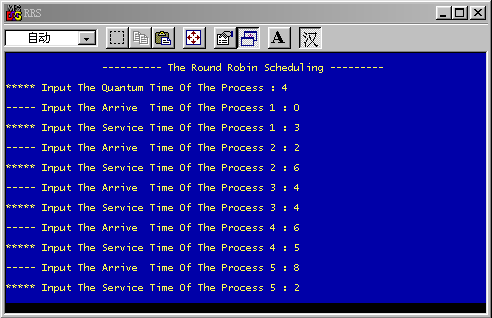 RRS
自动
A
汉
---------- The Round Robin Scheduling ---------
***** Input The Quantum Time Of The Process : 4
----- Input The Arrive  Time Of The Process 1 : 0
***** Input The Service Time Of The Process 1 : 3
----- Input The Arrive  Time Of The Process 2 : 2
***** Input The Service Time Of The Process 2 : 6
----- Input The Arrive  Time Of The Process 3 : 4
***** Input The Service Time Of The Process 3 : 4
----- Input The Arrive  Time Of The Process 4 : 6
***** Input The Service Time Of The Process 4 : 5
----- Input The Arrive  Time Of The Process 5 : 8
***** Input The Service Time Of The Process 5 : 2